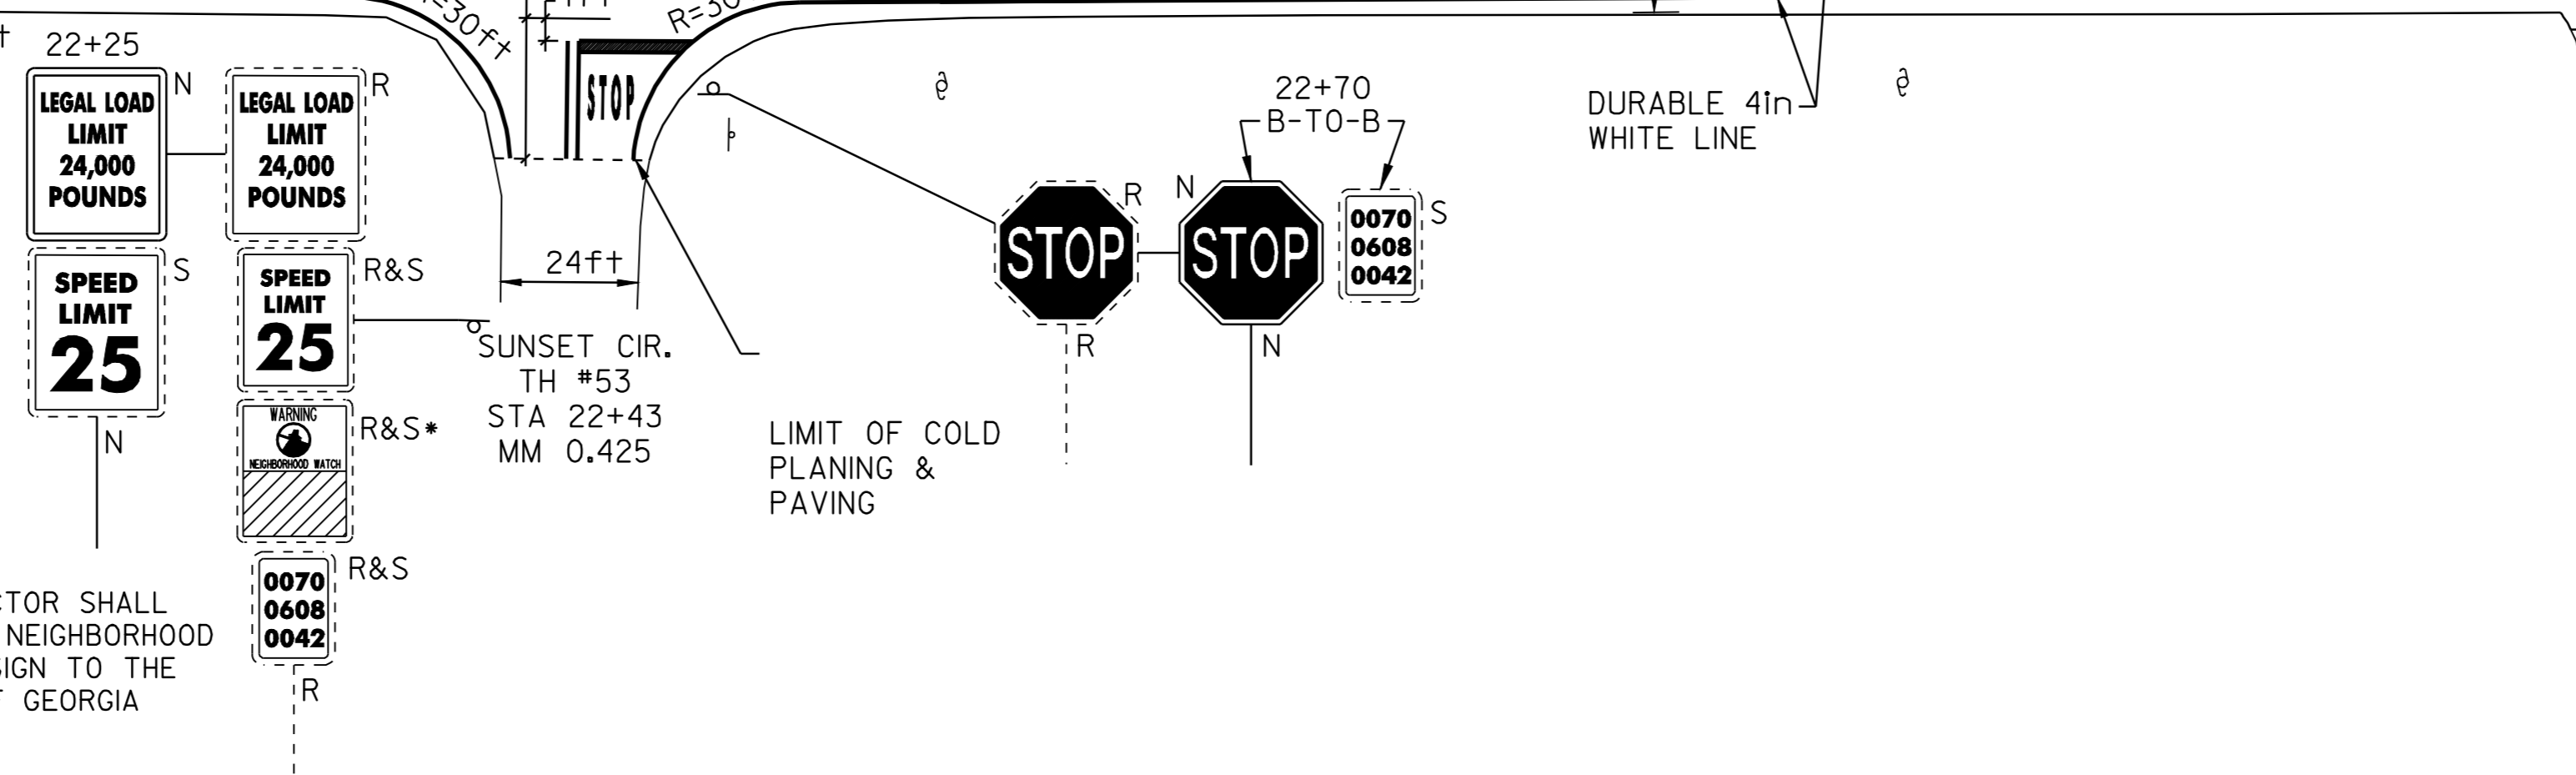 R=30ft
22+25
N
LEGAL LOAD
LIMIT
24,000
POUNDS
R
LEGAL LOAD
LIMIT
24,000
POUNDS
S
SPEED
LIMIT
25
N
R&S
SPEED
LIMIT
25
R&S*
WARNING
NEIGHBORHOOD WATCH
R&S
0070
0608
0042
R
SHALL
NEIGHBORHOOD
TO THE
GEORGIA
STOP
24ft
SUNSET CIR.
TH #53
STA 22+43
MM 0.425
LIMIT OF COLD
PLANING &
PAVING
R
STOP
R
22+70
B-TO-B
N
STOP
N
0070
0608
0042
S
DURABLE 4in
WHITE LINE